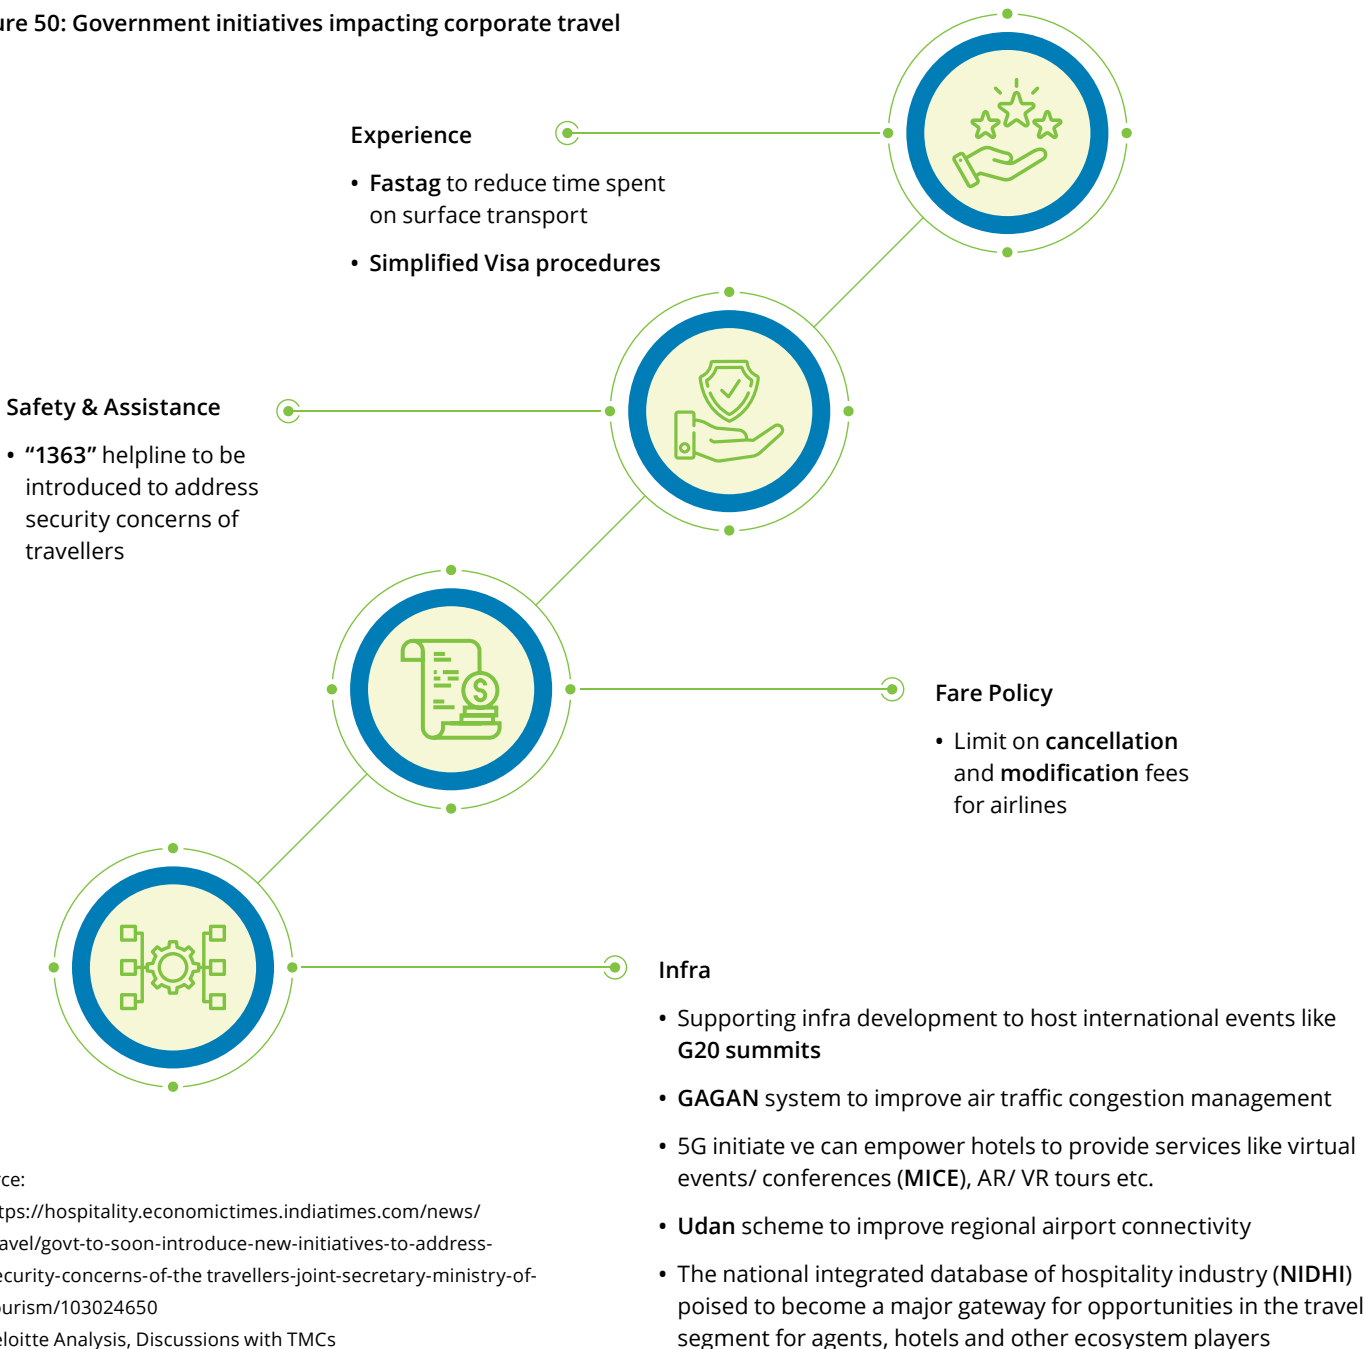 ure 50: Government initiatives impacting corporate travel
Experience
• Fastag to reduce time spent
on surface transport
• Simplified Visa procedures
Safety & Assistance
• “1363” helpline to be
introduced to address
security concerns of
travellers
Fare Policy
• Limit on cancellation
and modification fees
for airlines
Infra
• Supporting infra development to host international events like
G20 summits
• GAGAN system to improve air traffic congestion management
• 5G initiate ve can empower hotels to provide services like virtual
events/ conferences (MICE), AR/ VR tours etc.
• Udan scheme to improve regional airport connectivity
• The national integrated database of hospitality industry (NIDHI)
poised to become a major gateway for opportunities in the travel
segment for agents, hotels and other ecosystem players
rce:
tps://hospitality.economictimes.indiatimes.com/news/
avel/govt-to-soon-introduce-new-initiatives-to-address-
ecurity-concerns-of-the travellers-joint-secretary-ministry-of-
ourism/103024650
eloitte Analysis, Discussions with TMCs